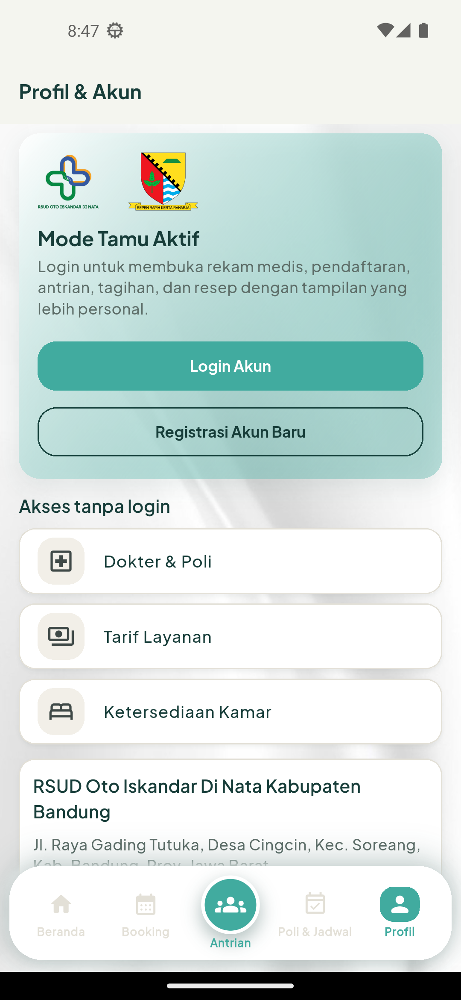 8:47
Profil & Akun
RSUD OTO ISKANDAR DI NATA
REPEH RAPIH KERTA RAHARJA
Mode Tamu Aktif
Login untuk membuka rekam medis, pendaftaran,
antrian, tagihan, dan resep dengan tampilan yang
lebih personal.
Login Akun
Registrasi Akun Baru
Akses tanpa login
Dokter & Poli
Tarif Layanan
Ketersediaan Kamar
RSUD Oto Iskandar Di Nata Kabupaten
Bandung
Jl. Raya Gading Tutuka, Desa Cingcin, Kec. Soreang,
Kab. Bandung, Prov. Jawa Barat
Beranda
Booking
Antrian
Poli & Jadwal
Profil